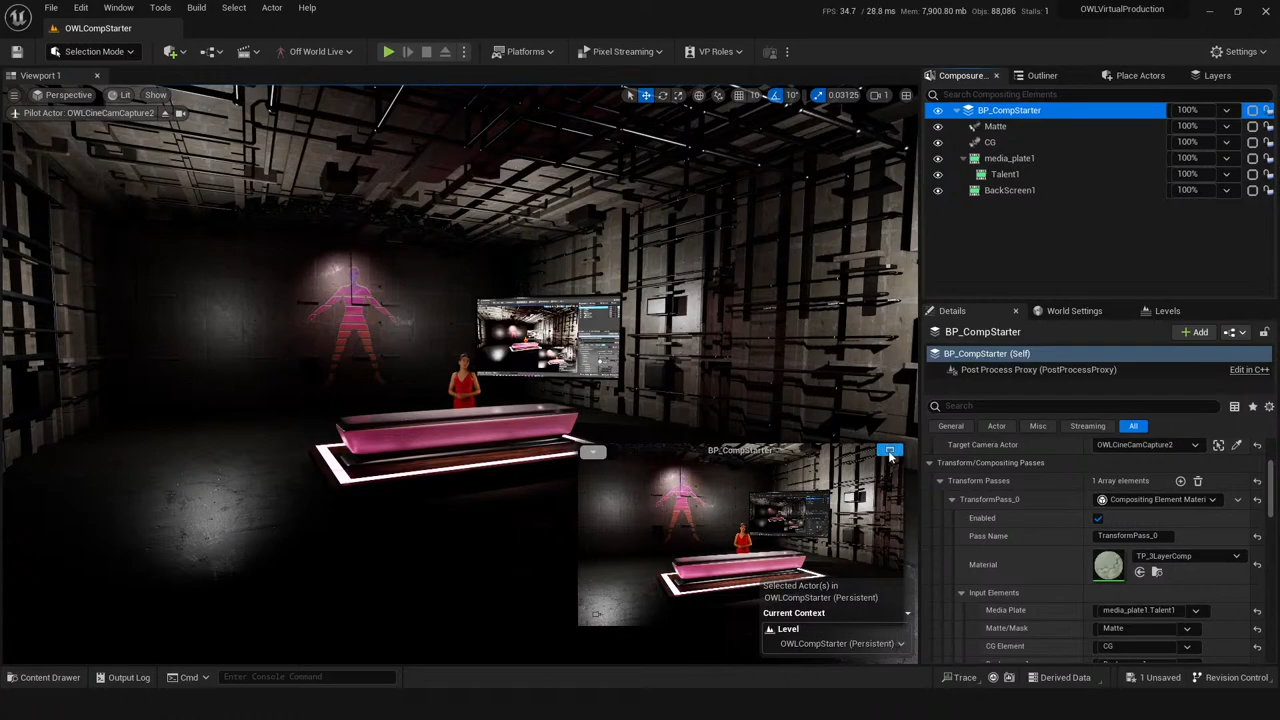 File Edit Window Tools Build Select Actor Help
FPS: 34.7 / 28.8 ms Mem: 7,900.80 mb Objs: 88,086 Stalls: 1
OWLVirtualProduction
OWLCompStarter
Selection Mode
Off World Live
Platforms
Pixel Streaming
VP Roles
Settings
Viewport 1
Perspective Lit Show
10 10° 0.03125 1
Pilot Actor: OWLCineCamCapture2
Composure... Outliner Place Actors Layers
Search Compositing Elements
BP_CompStarter 100%
Matte 100%
CG 100%
media_plate1 100%
Talent1 100%
BackScreen1 100%
Details World Settings Levels
BP_CompStarter
Add
BP_CompStarter (Self)
Post Process Proxy (PostProcessProxy) Edit in C++
Search
General Actor Misc Streaming All
Target Camera Actor OWLCineCamCapture2
Transform/Compositing Passes
Transform Passes 1 Array elements
TransformPass_0 Compositing Element Materi
Enabled
Pass Name TransformPass_0
Material TP_3LayerComp
Input Elements
Media Plate media_plate1.Talent1
Matte/Mask Matte
CG Element CG
BP_CompStarter
Selected Actor(s) in
OWLCompStarter (Persistent)
Current Context
Level
OWLCompStarter (Persistent)
Content Drawer Output Log Cmd Enter Console Command
Trace Derived Data 1 Unsaved Revision Control